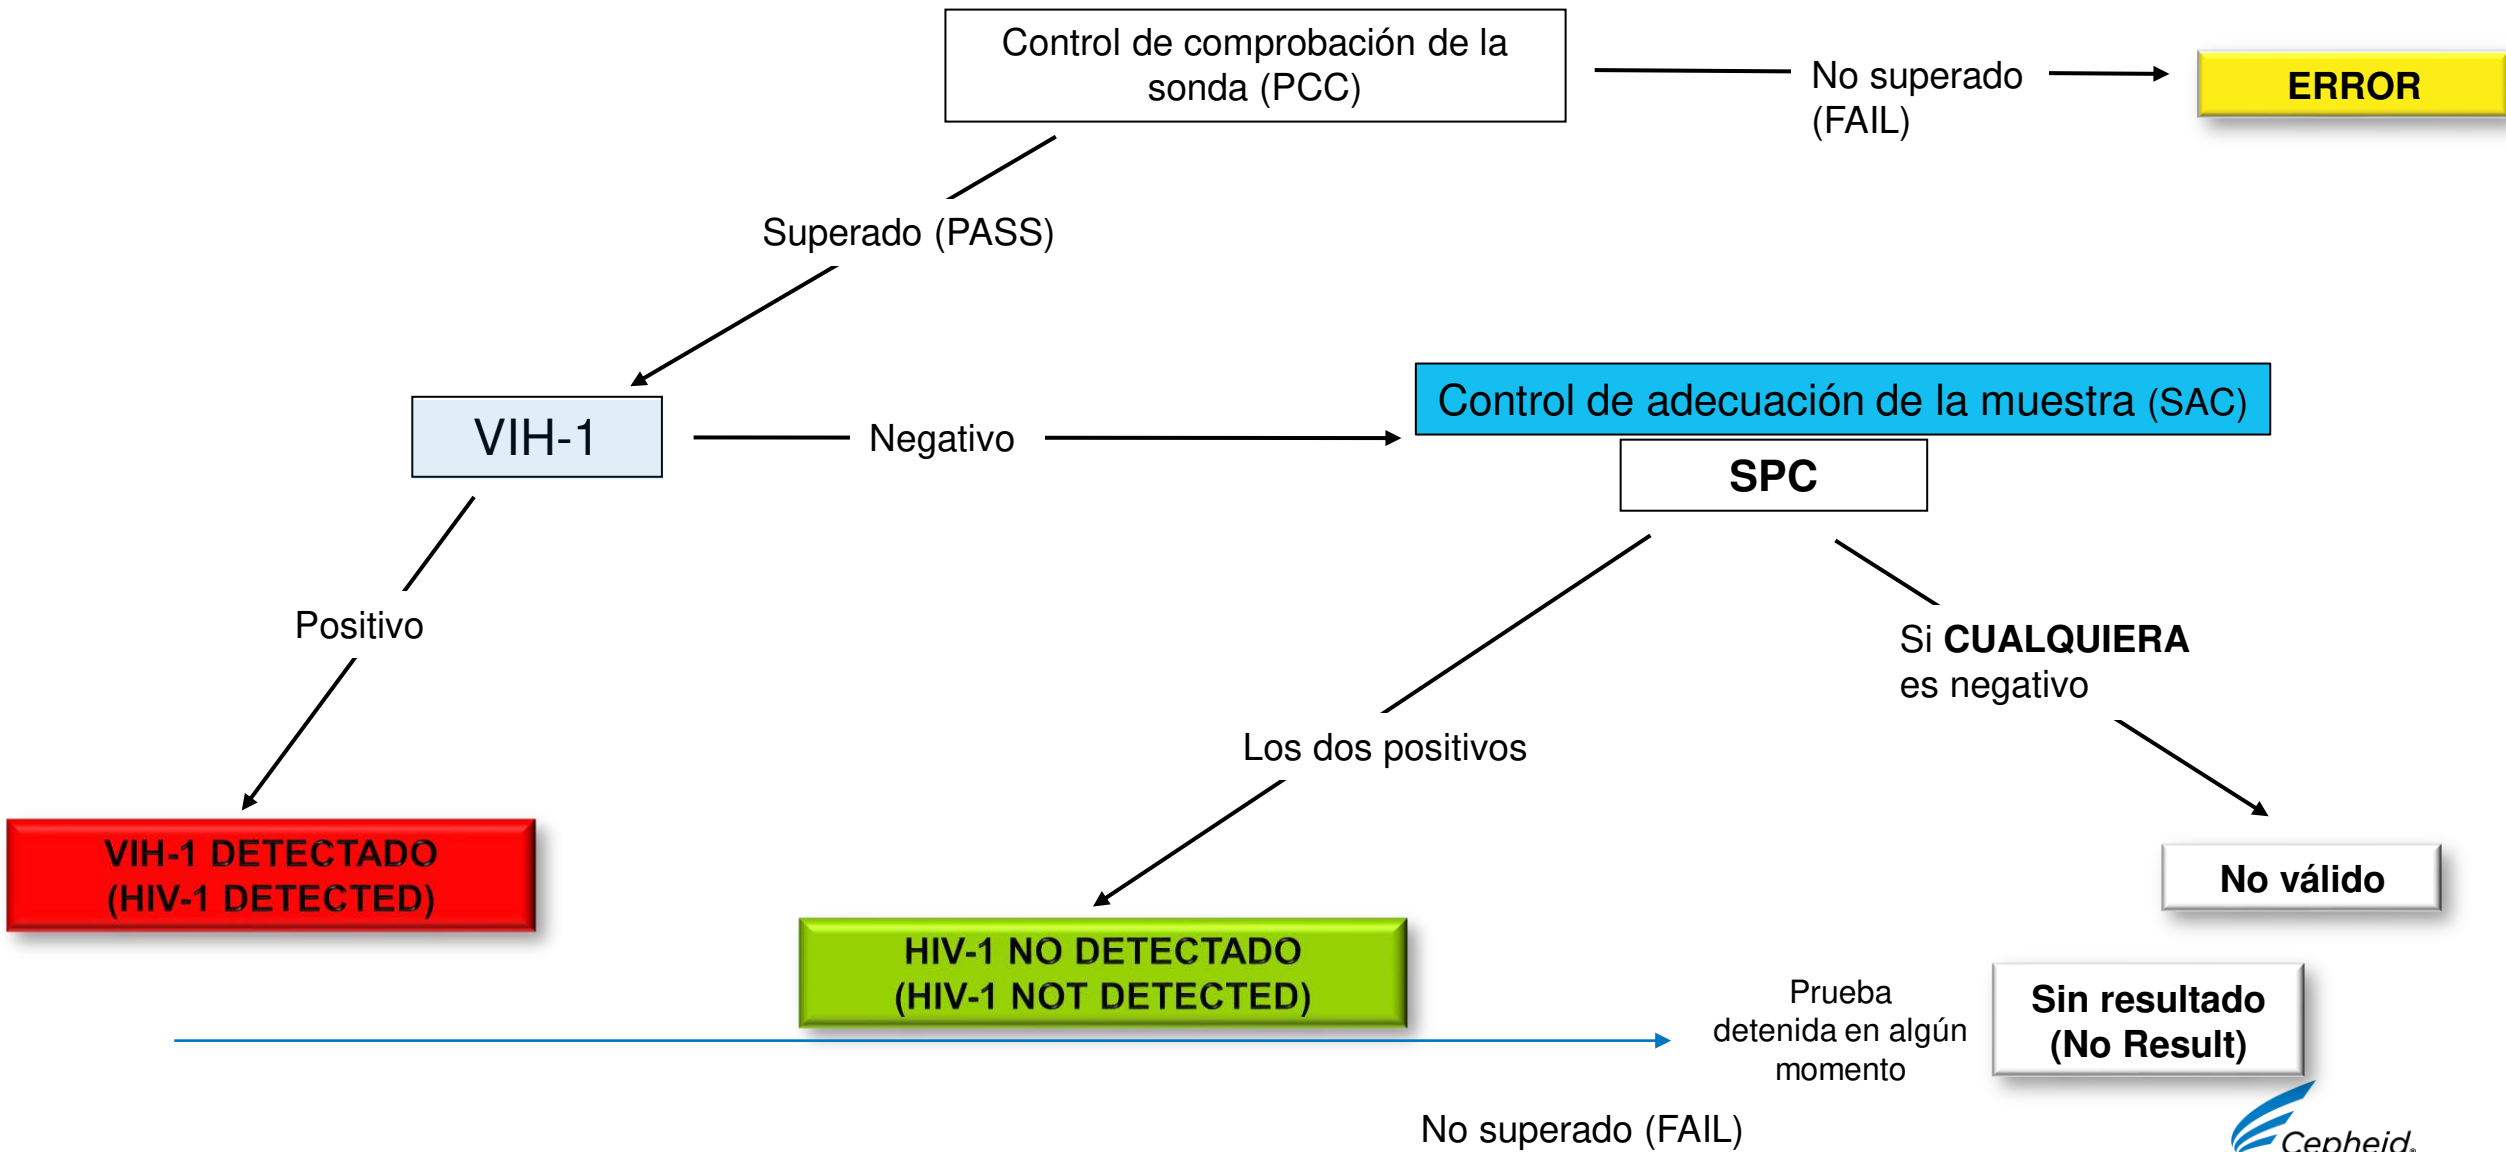 Control de comprobación de la
sonda (PCC)
No superado
(FAIL)
ERROR
Superado (PASS)
VIH-1
Negativo
Control de adecuación de la muestra (SAC)
SPC
Positivo
Si CUALQUIERA
es negativo
Los dos positivos
VIH-1 DETECTADO
(HIV-1 DETECTED)
No válido
HIV-1 NO DETECTADO
(HIV-1 NOT DETECTED)
Prueba
detenida en algún
momento
Sin resultado
(No Result)
No superado (FAIL)
Cepheid®